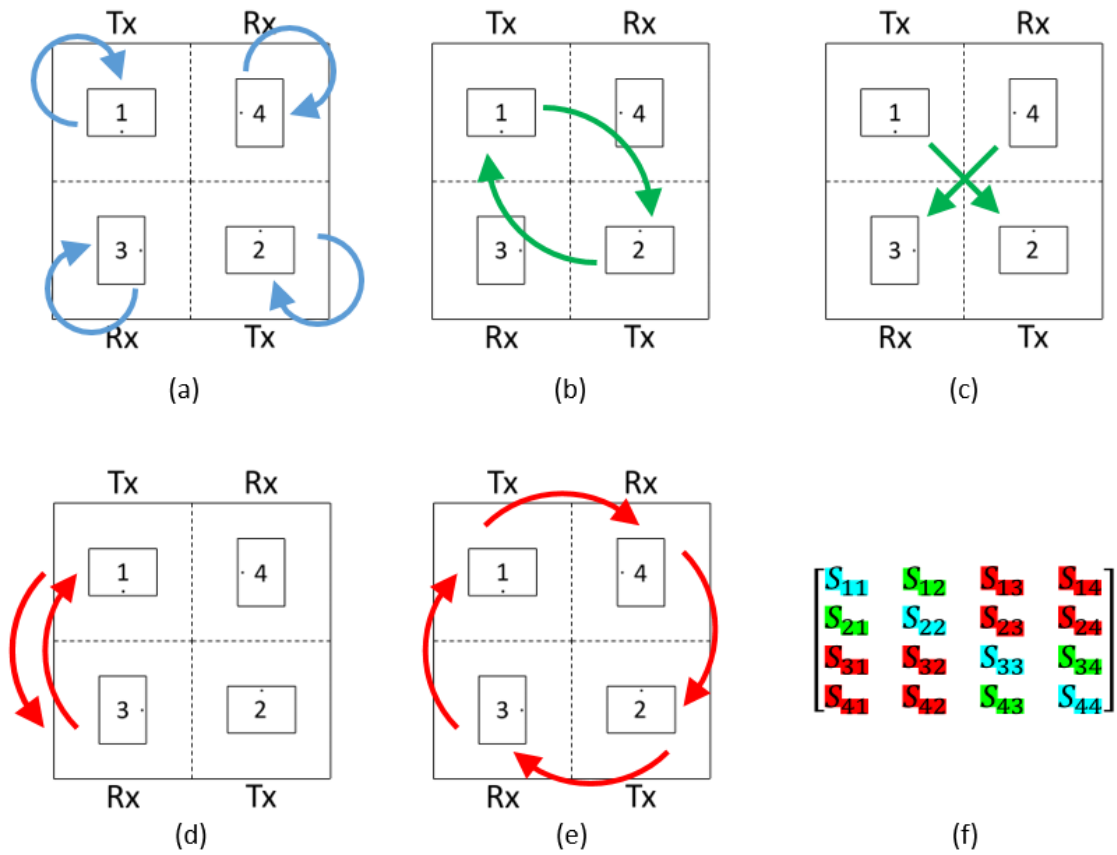 Tx Rx Tx Rx Tx Rx
1 4 1 4 1 4
3 2 3 2 3 2
Rx Tx Rx Tx Rx Tx
(a) (b) (c)
Tx Rx Tx Rx
1 4 1 4
S11 S12 S13 S14
S21 S22 S23 S24
S31 S32 S33 S34
S41 S42 S43 S44
3 2 3 2
Rx Tx Rx Tx
(d) (e) (f)